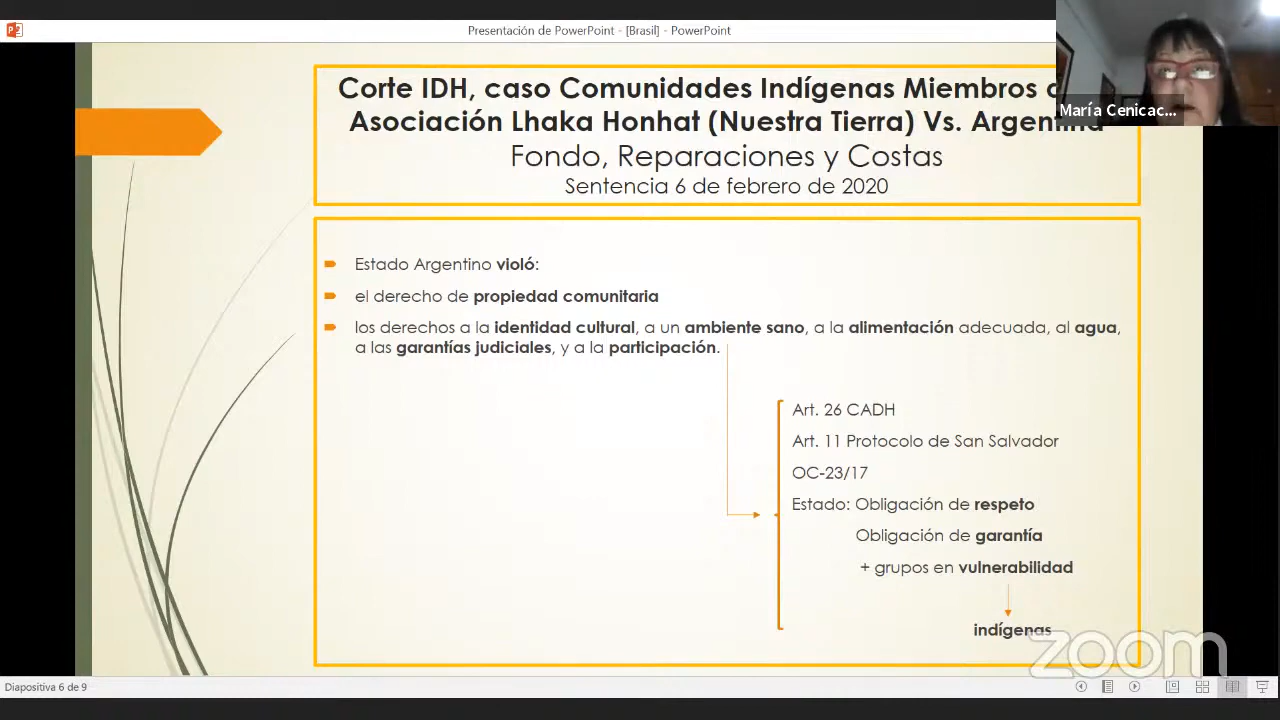 Presentación de PowerPoint - [Brasil] - PowerPoint
María Cenicac...
Corte IDH, caso Comunidades Indígenas Miembros
Asociación Lhaka Honhat (Nuestra Tierra) Vs. Argentina
Fondo, Reparaciones y Costas
Sentencia 6 de febrero de 2020
Estado Argentino violó:
el derecho de propiedad comunitaria
los derechos a la identidad cultural, a un ambiente sano, a la alimentación adecuada, al agua,
a las garantías judiciales, y a la participación.
Art. 26 CADH
Art. 11 Protocolo de San Salvador
OC-23/17
Estado: Obligación de respeto
Obligación de garantía
+ grupos en vulnerabilidad
indígenas
zoom
Diapositiva 6 de 9